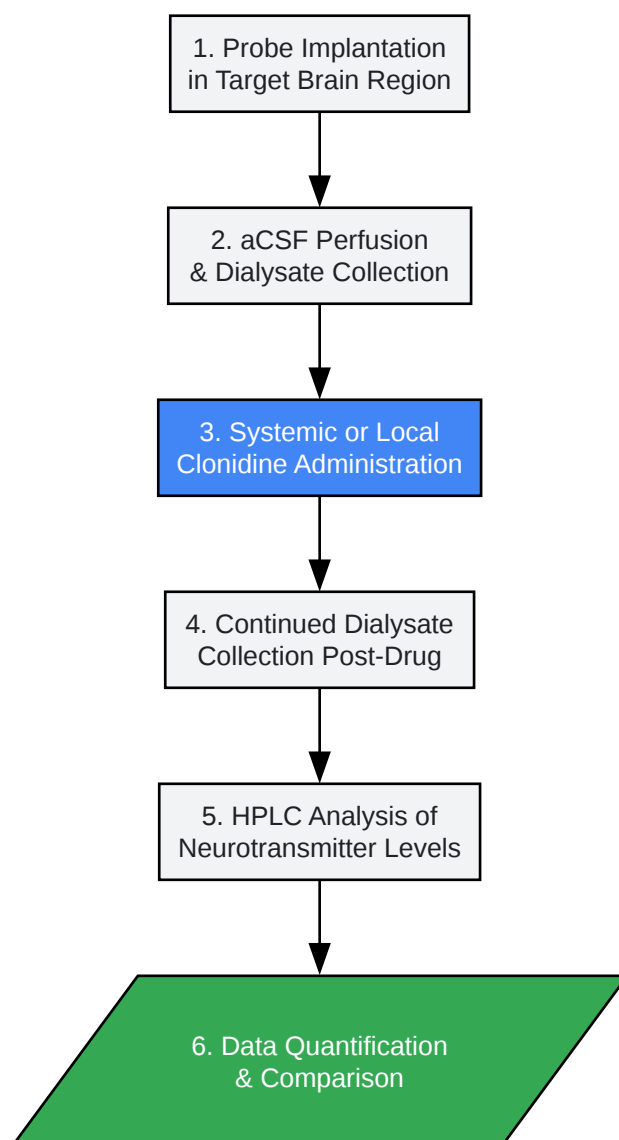 1. Probe Implantation
in Target Brain Region
2. aCSF Perfusion
& Dialysate Collection
3. Systemic or Local
Clonidine Administration
4. Continued Dialysate
Collection Post-Drug
5. HPLC Analysis of
Neurotransmitter Levels
6. Data Quantification
& Comparison